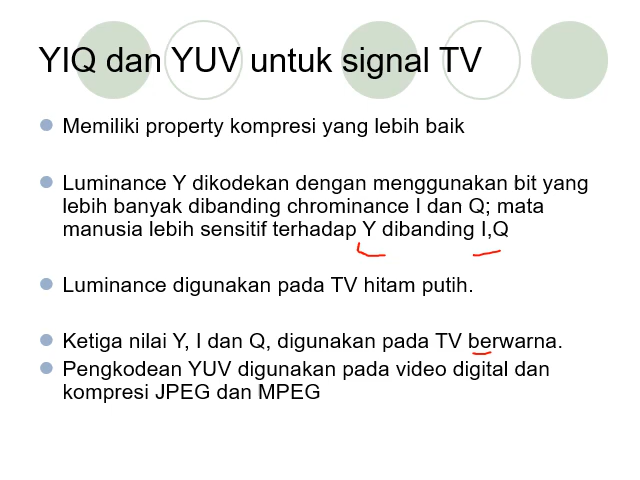 YIQ dan YUV untuk signal TV
Memiliki property kompresi yang lebih baik
Luminance Y dikodekan dengan menggunakan bit yang
lebih banyak dibanding chrominance I dan Q; mata
manusia lebih sensitif terhadap Y dibanding I,Q
Luminance digunakan pada TV hitam putih.
Ketiga nilai Y, I dan Q, digunakan pada TV berwarna.
Pengkodean YUV digunakan pada video digital dan
kompresi JPEG dan MPEG